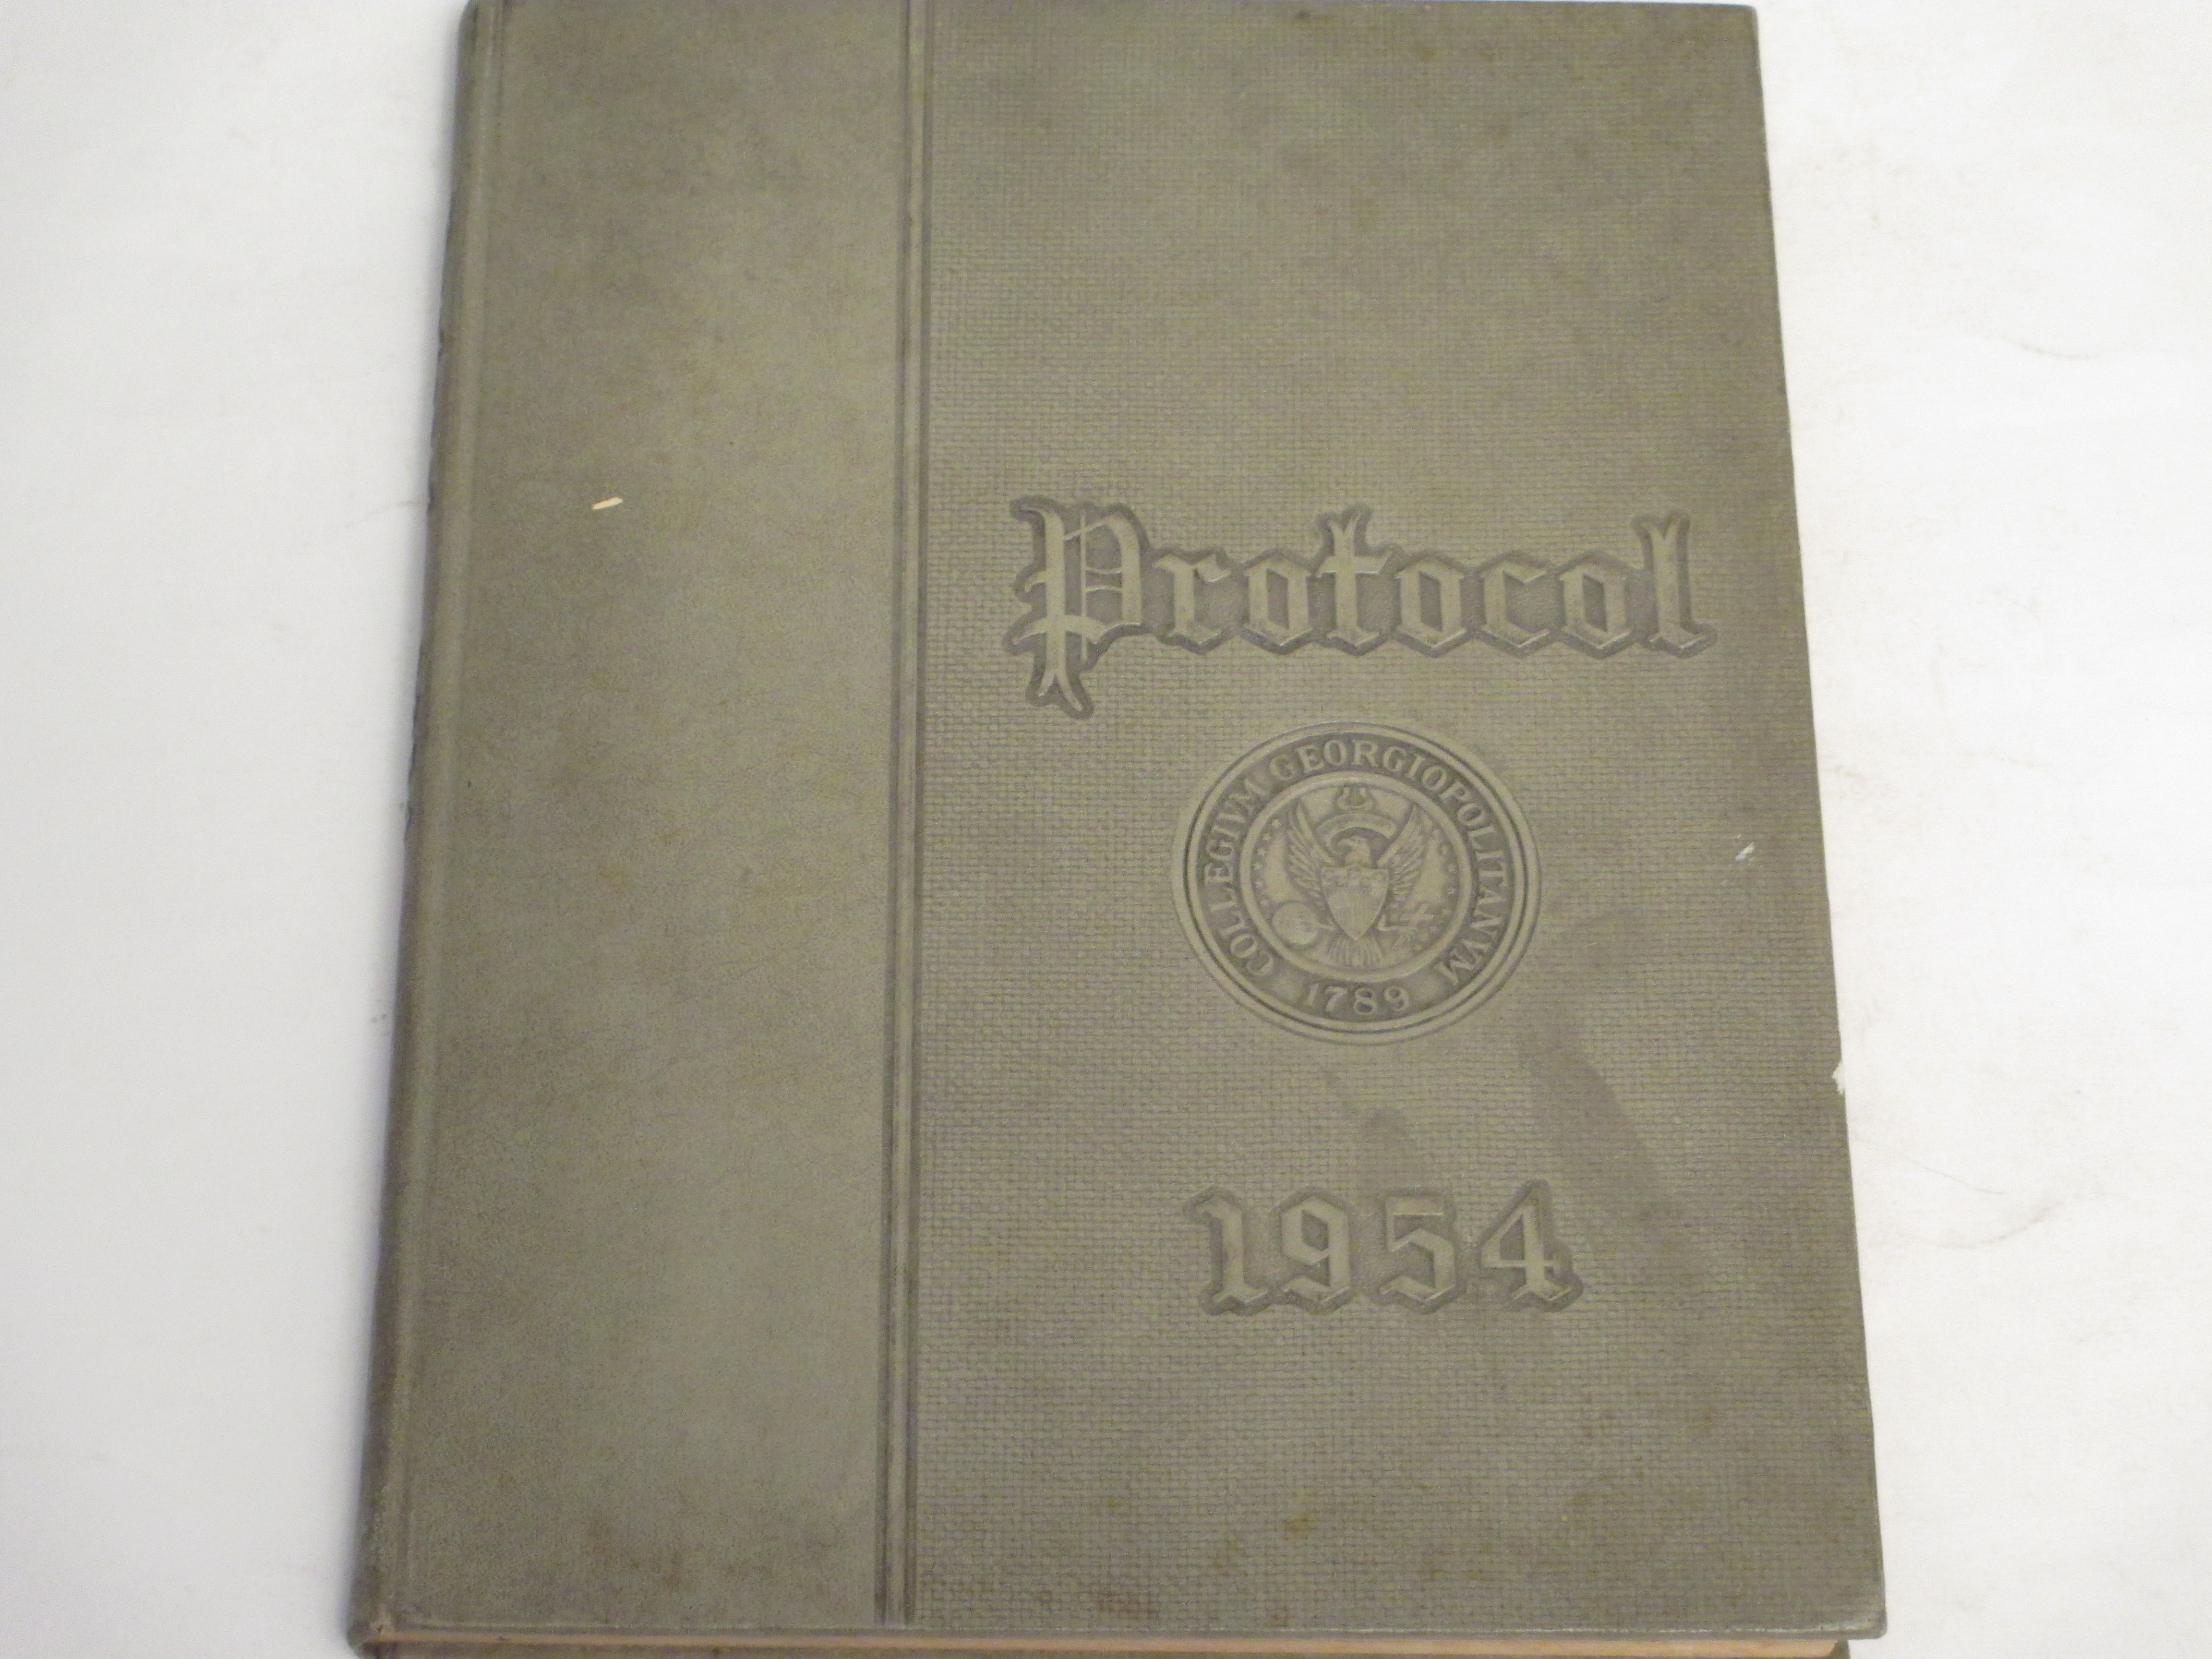 Protocol
COLLEGIVM GEORGIOPOLITANVM
1789
1954